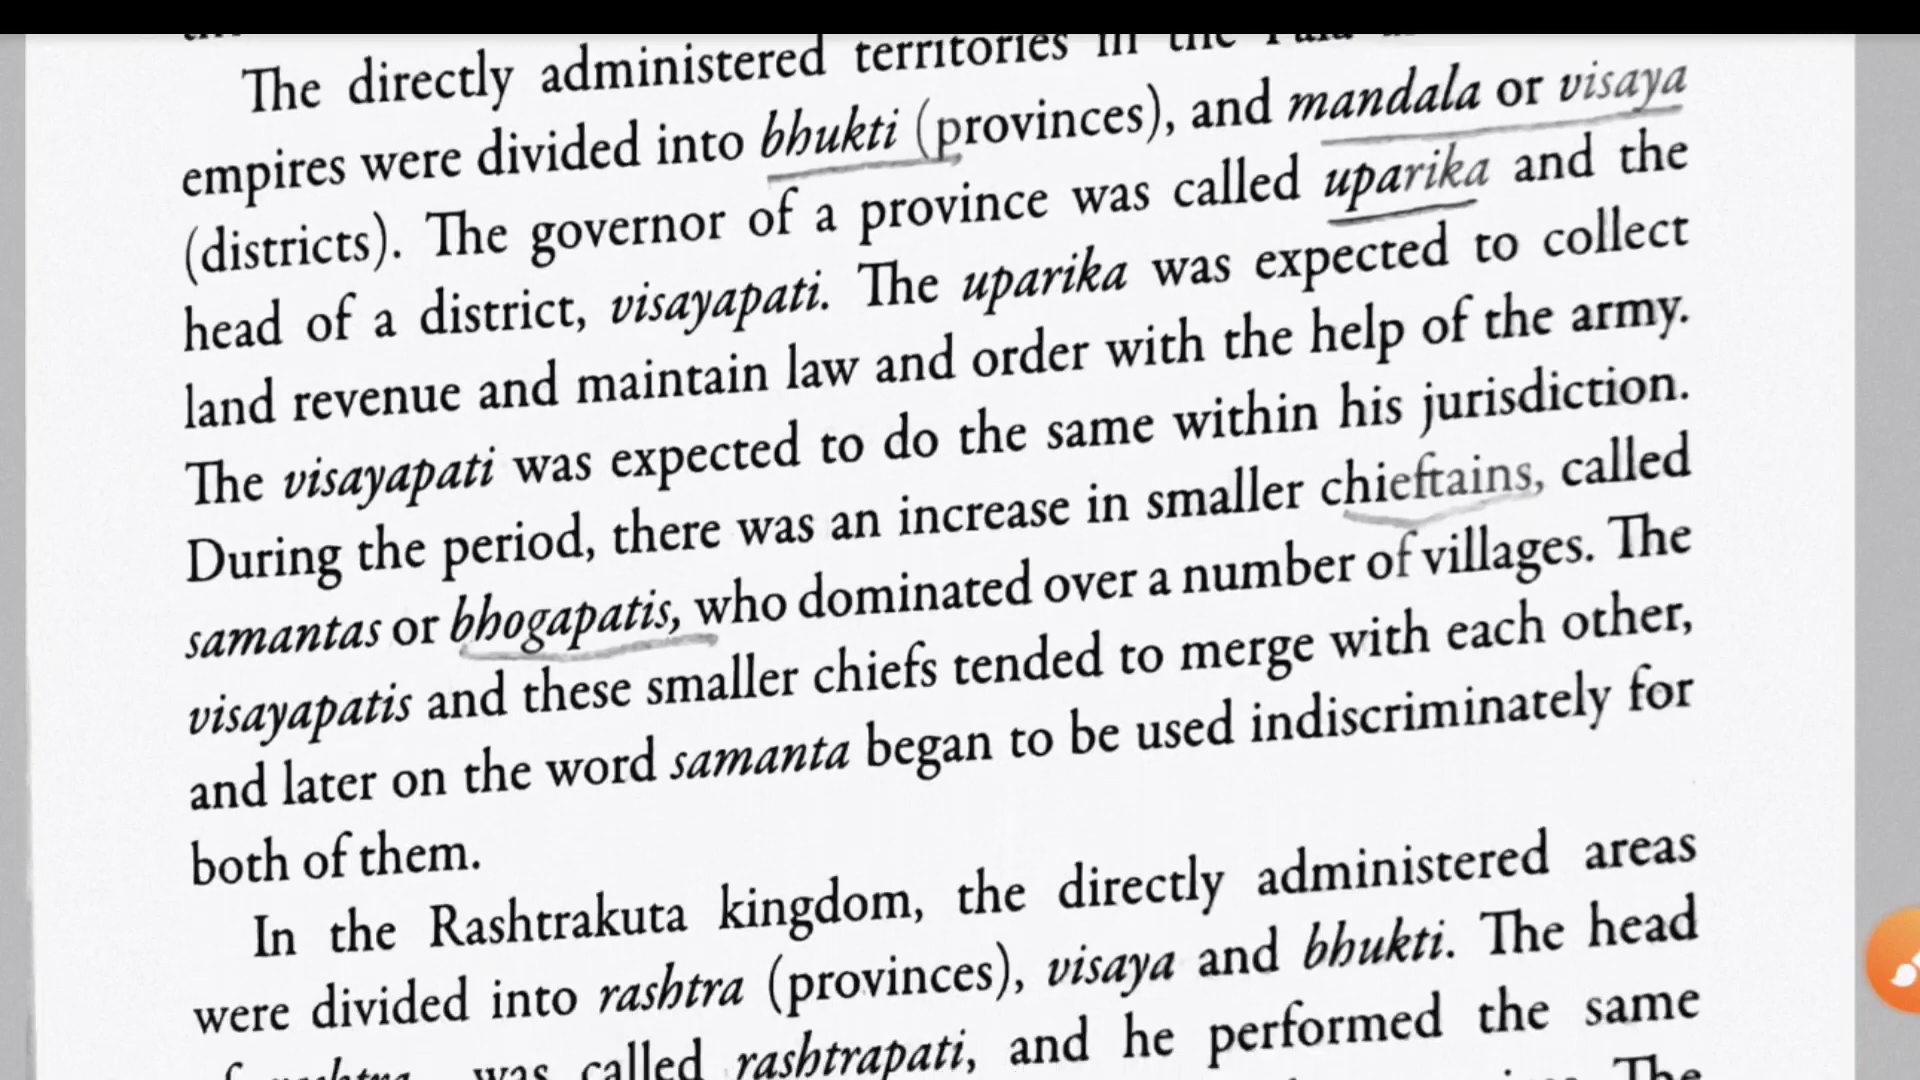 The directly administered territories in the Pala
empires were divided into bhukti (provinces), and mandala or visaya
(districts). The governor of a province was called uparika and the
head of a district, visayapati. The uparika was expected to collect
land revenue and maintain law and order with the help of the army.
The visayapati was expected to do the same within his jurisdiction.
During the period, there was an increase in smaller chieftains, called
samantas or bhogapatis, who dominated over a number of villages. The
visayapatis and these smaller chiefs tended to merge with each other,
and later on the word samanta began to be used indiscriminately for
both of them.
In the Rashtrakuta kingdom, the directly administered areas
were divided into rashtra (provinces), visaya and bhukti. The head
was called rashtrapati, and he performed the same
The